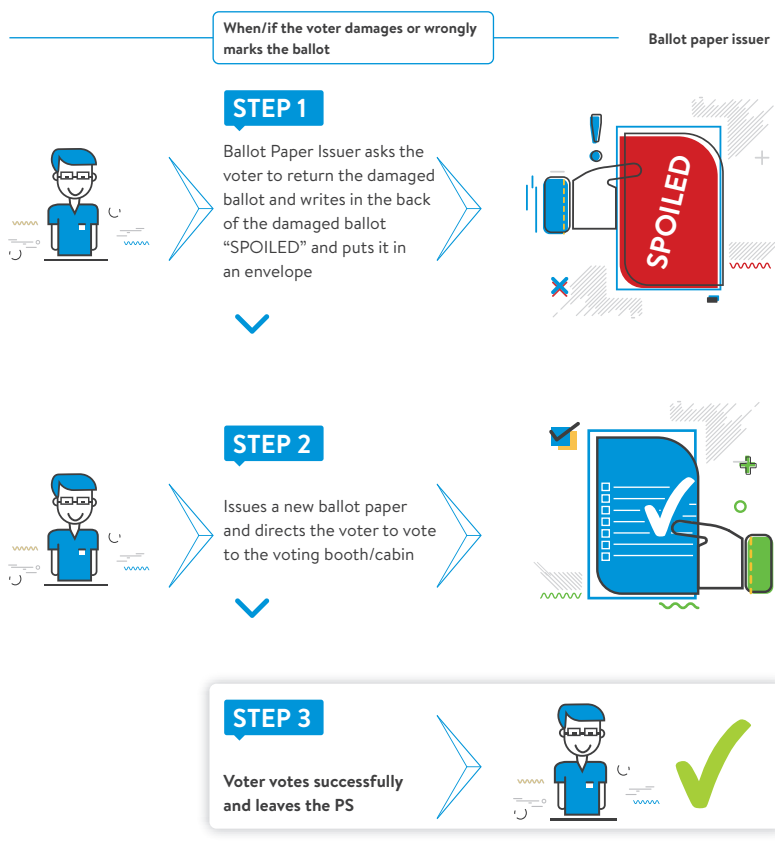 When/if the voter damages or wrongly
marks the ballot
Ballot paper issuer
STEP 1
Ballot Paper Issuer asks the
voter to return the damaged
ballot and writes in the back
of the damaged ballot
“SPOILED” and puts it in
an envelope
SPOILED
STEP 2
Issues a new ballot paper
and directs the voter to vote
to the voting booth/cabin
STEP 3
Voter votes successfully
and leaves the PS